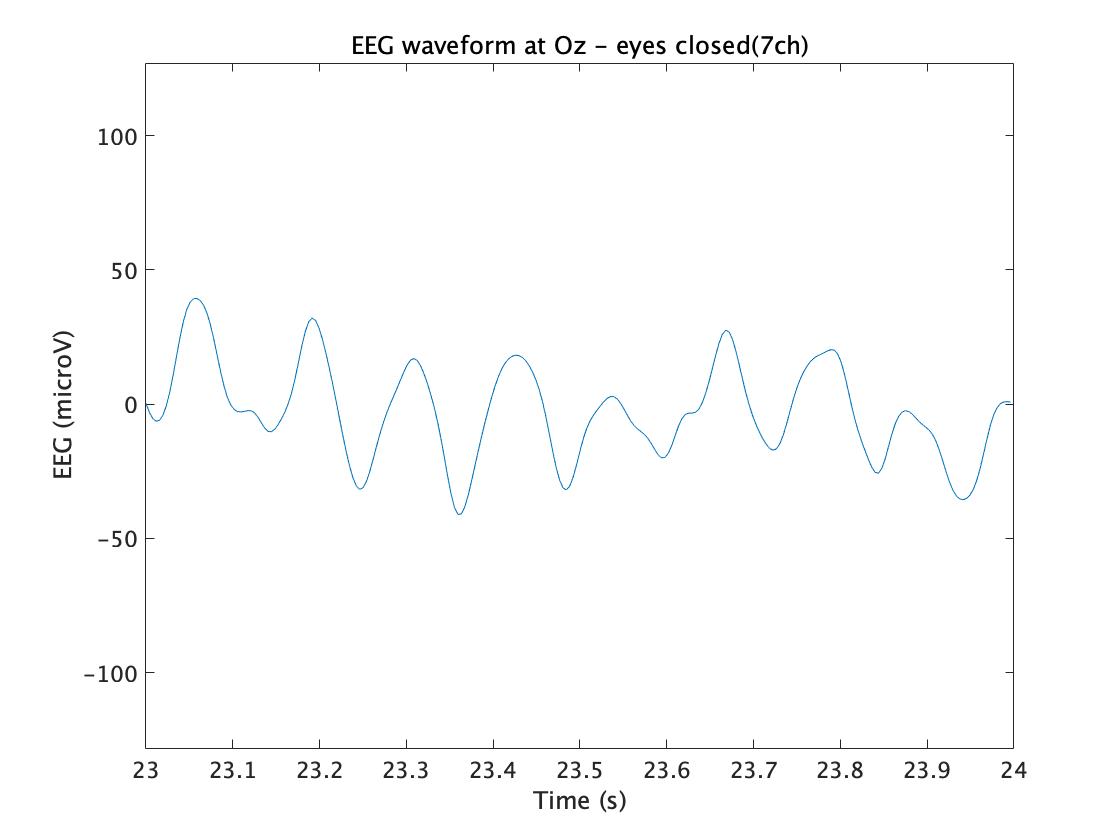 EEG waveform at Oz - eyes closed(7ch)
100
50
0
-50
-100
EEG (microV)
23 23.1 23.2 23.3 23.4 23.5 23.6 23.7 23.8 23.9 24
Time (s)